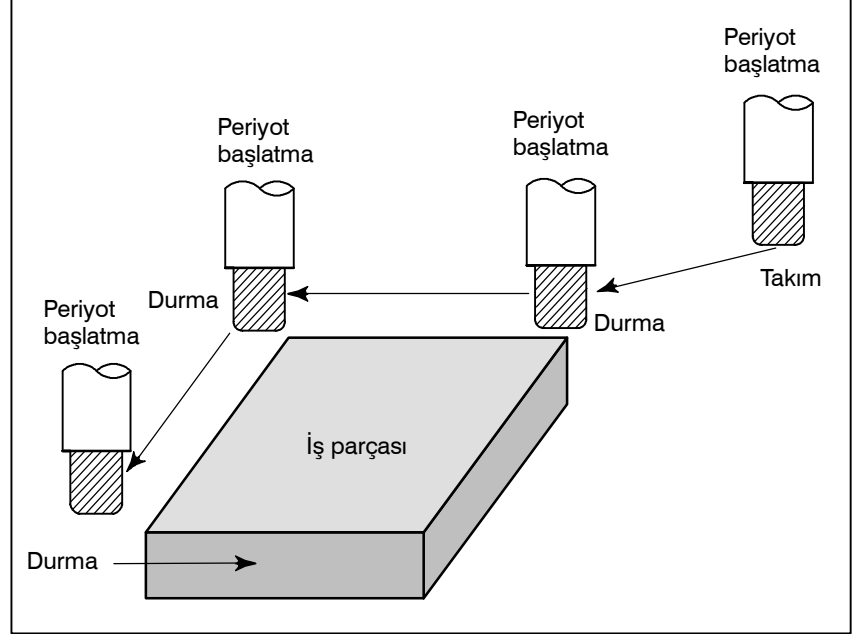 Periyot
başlatma
Periyot
başlatma
Periyot
başlatma
Takım
Durma
Durma
Periyot
başlatma
İş parçası
Durma